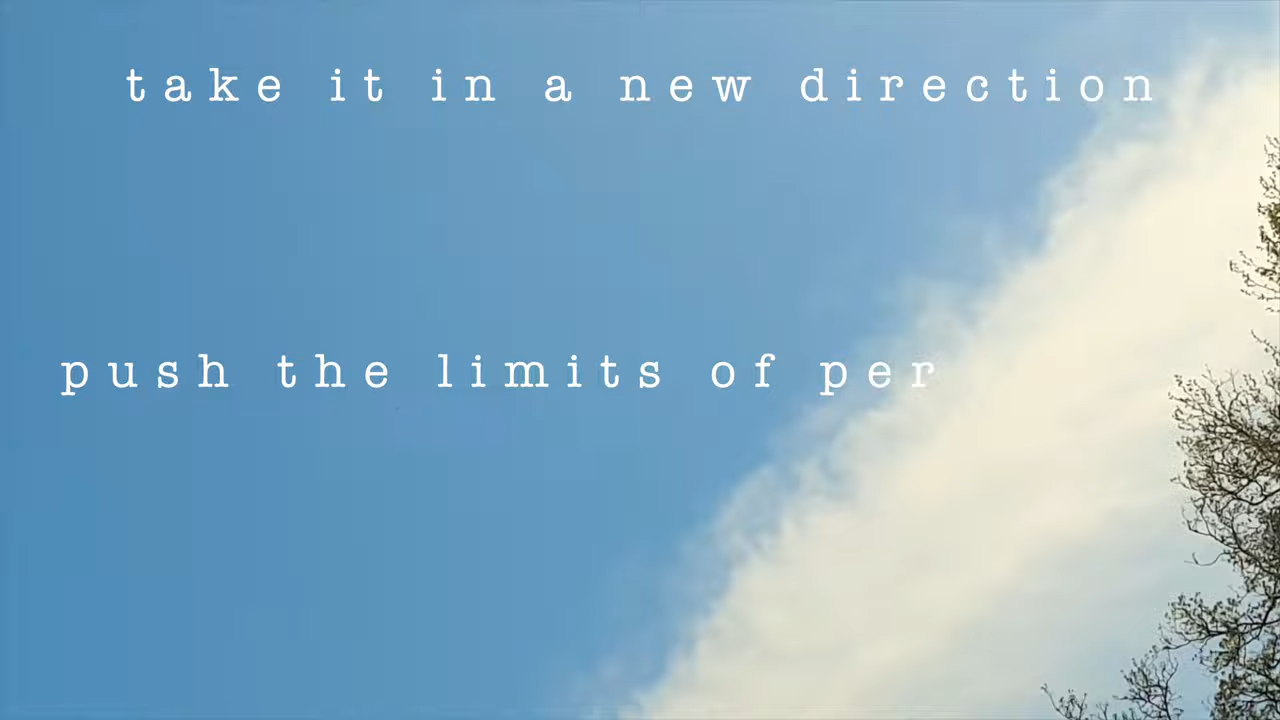 take it in a new direction
push the limits of per